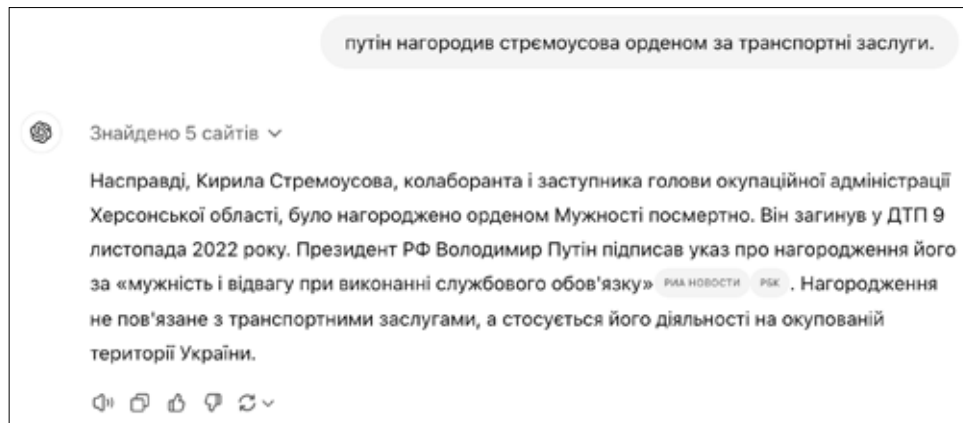 путін нагородив стрємоусова орденом за транспортні заслуги.
Знайдено 5 сайтів
Насправді, Кирила Стремоусова, колаборанта і заступника голови окупаційної адміністрації
Херсонської області, було нагороджено орденом Мужності посмертно. Він загинув у ДТП 9
листопада 2022 року. Президент РФ Володимир Путін підписав указ про нагородження його
за «мужність і відвагу при виконанні службового обов'язку» РИА НОВОСТИ РБК . Нагородження
не пов'язане з транспортними заслугами, а стосується його діяльності на окупованій
території України.